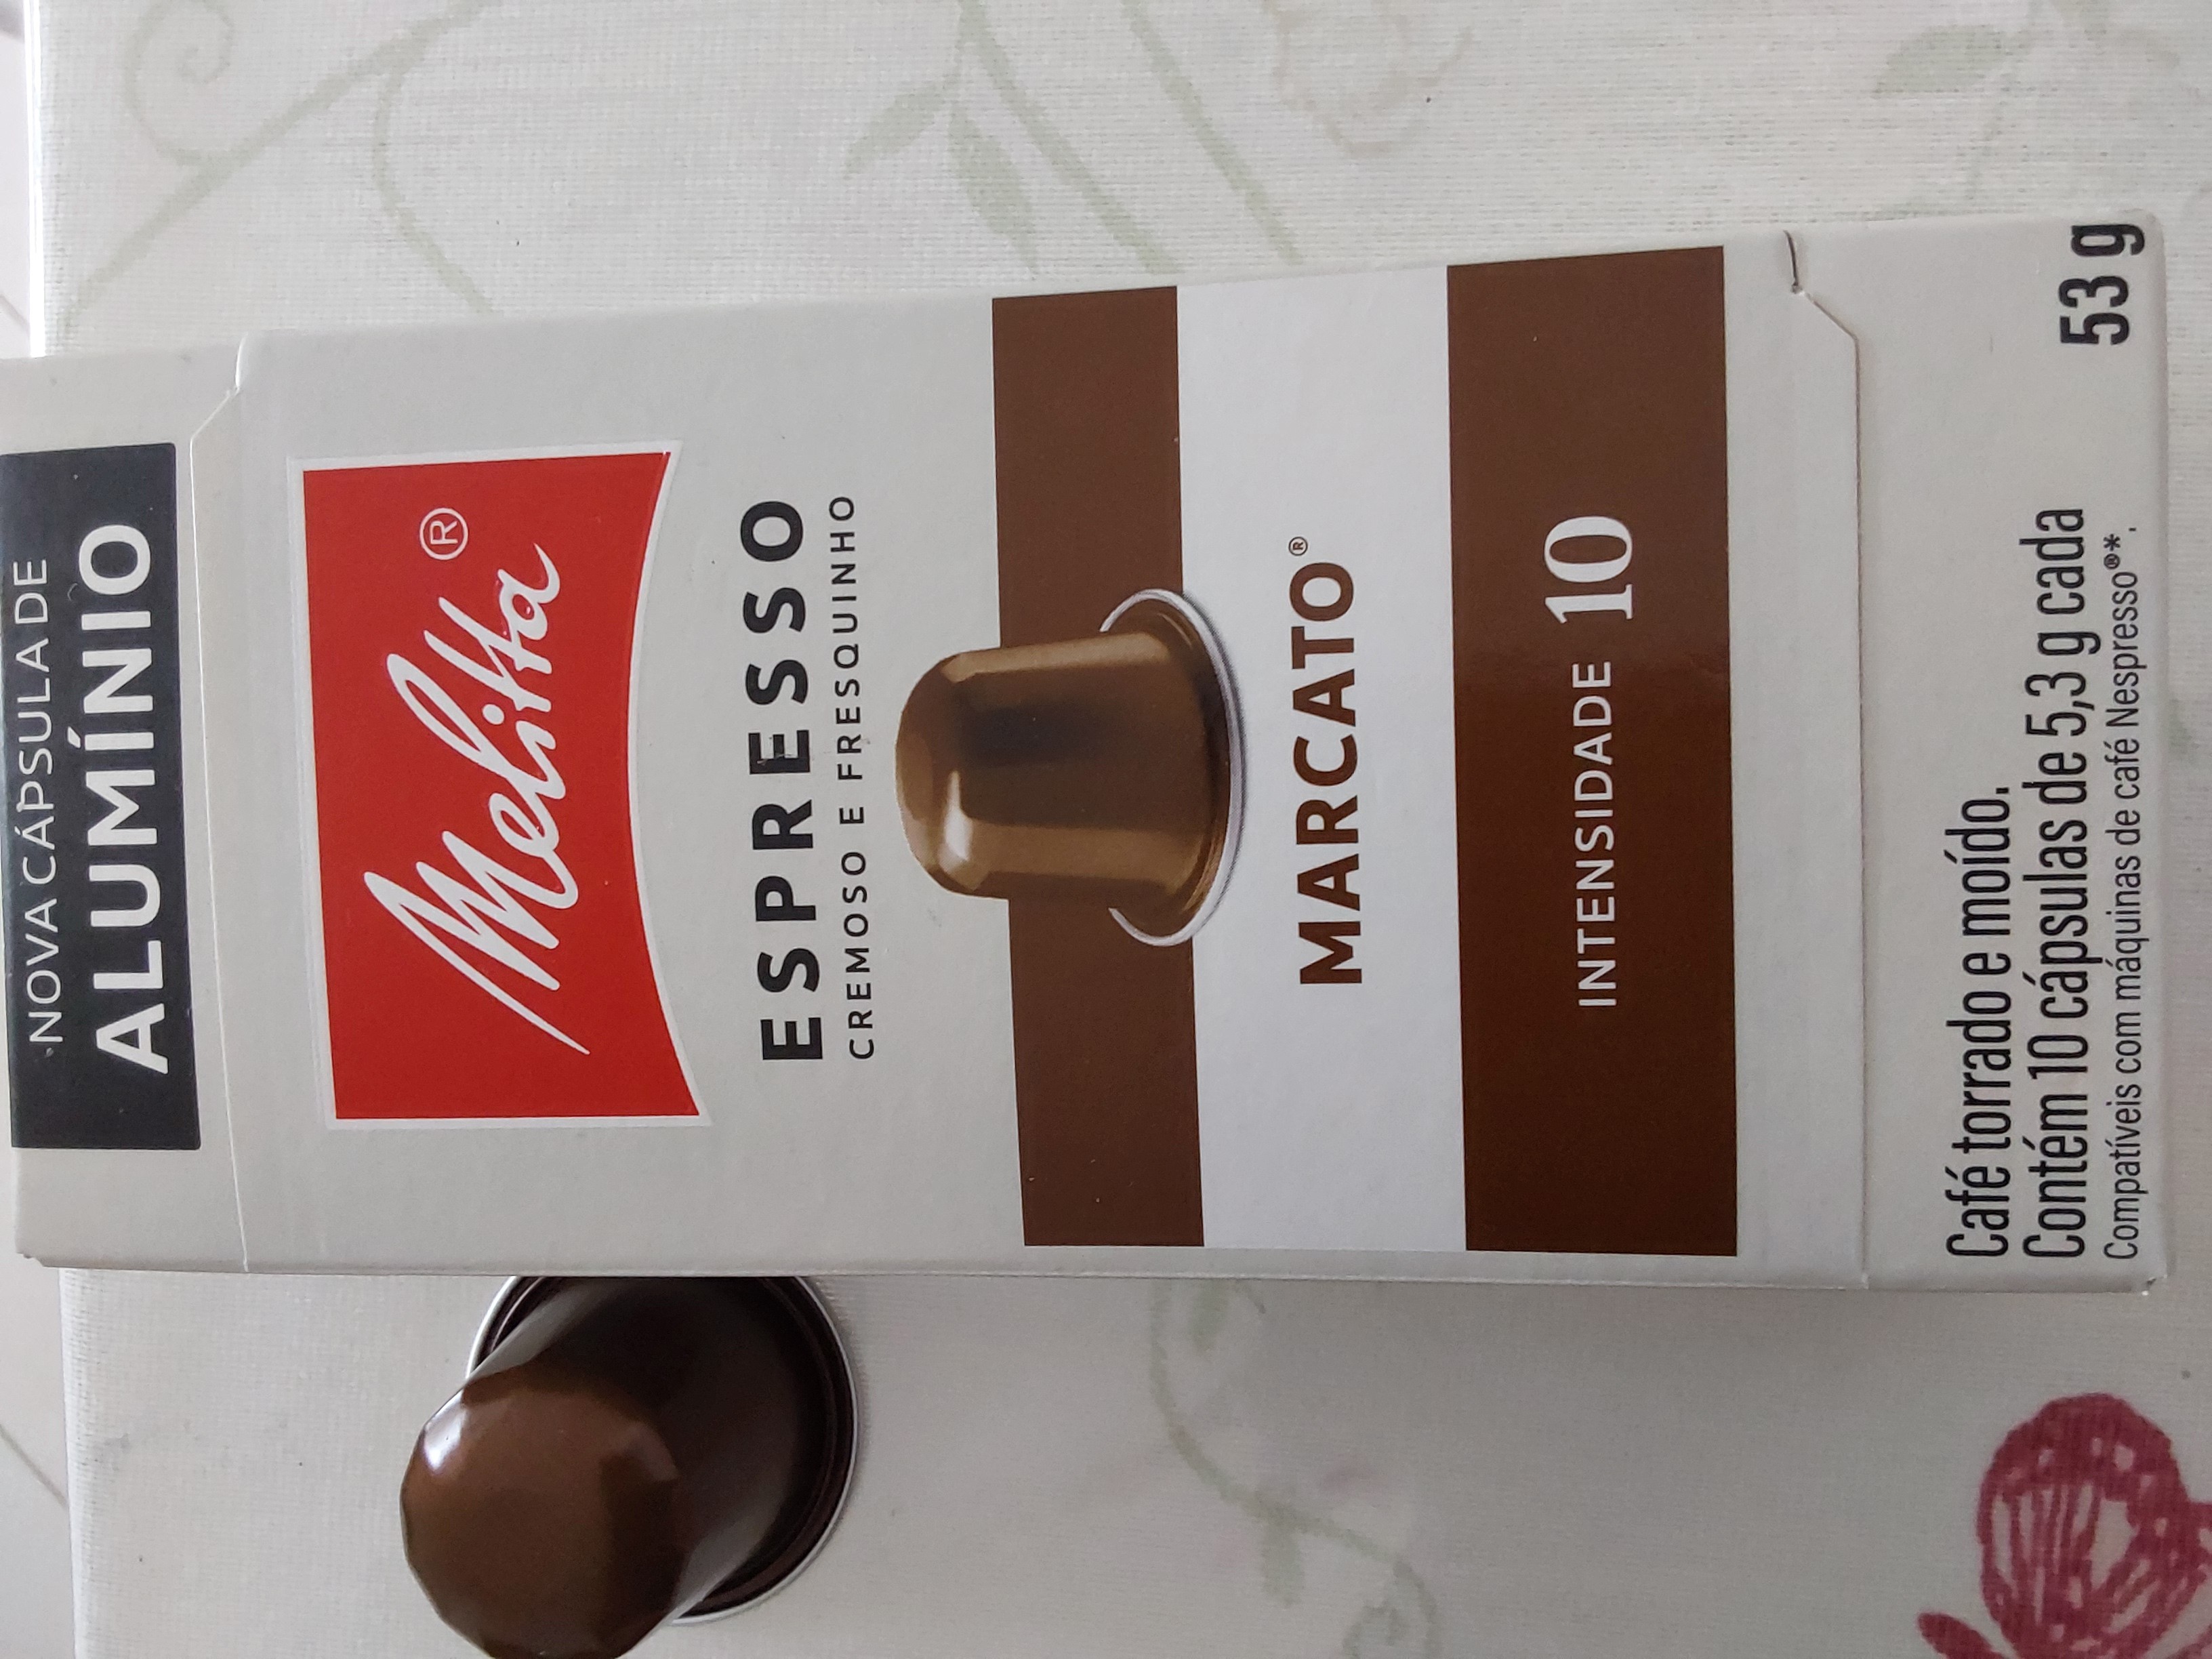 NOVA CÁPSULA DE
ALUMÍNIO
Melitta®
ESPRESSO
CREMOSO E FRESQUINHO
MARCATO®
INTENSIDADE 10
Café torrado e moído.
Contém 10 cápsulas de 5,3 g cada
Compatíveis com máquinas de café Nespresso®*.
53 g